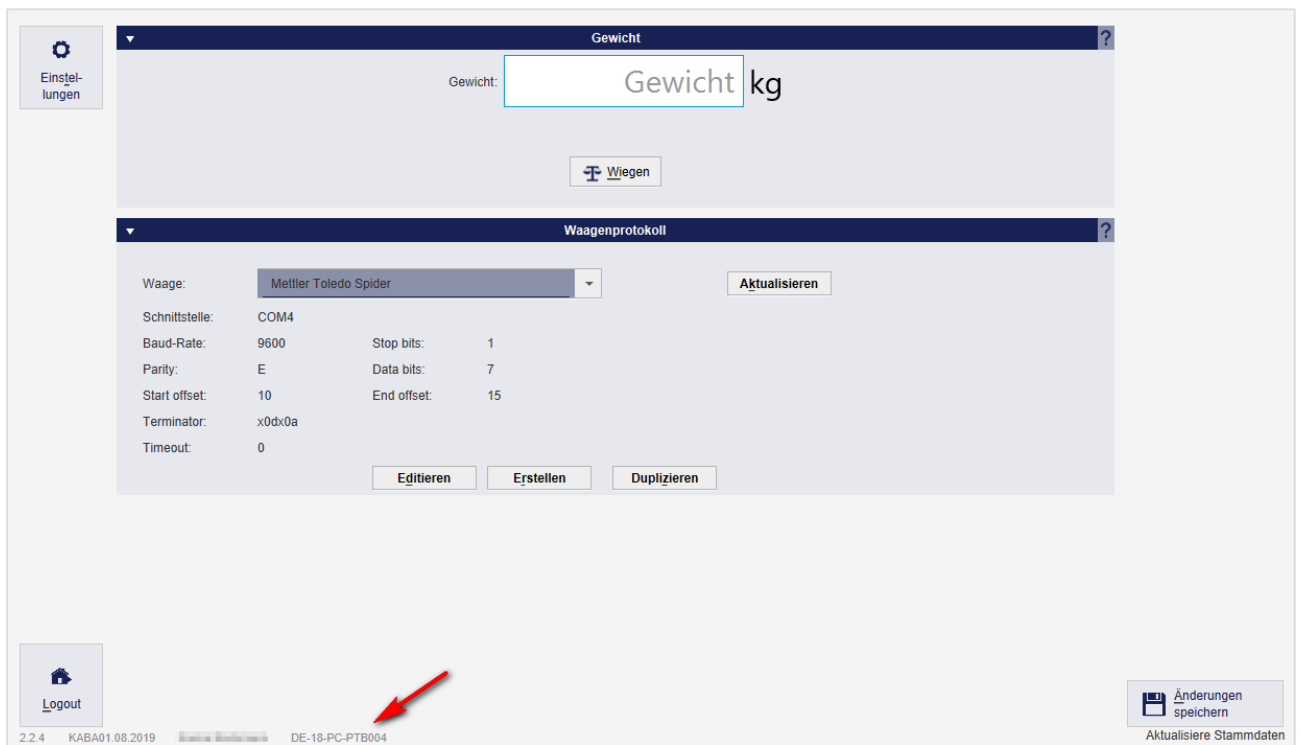 Einstel-
lungen
Gewicht
?
Gewicht: Gewicht kg
Wiegen
Waagenprotokoll
?
Waage: Mettler Toledo Spider Aktualisieren
Schnittstelle: COM4
Baud-Rate: 9600 Stop bits: 1
Parity: E Data bits: 7
Start offset: 10 End offset: 15
Terminator: x0dx0a
Timeout: 0
Editieren Erstellen Duplizieren
Logout
Änderungen
speichern
2.2.4 KABA01.08.2019 DE-18-PC-PTB004 Aktualisiere Stammdaten